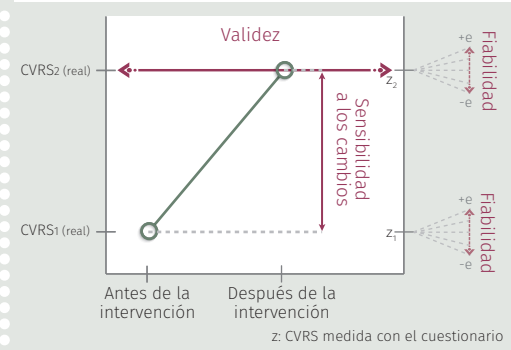 Validez
CVRS2 (real)
z2
+e
-e
Fiabilidad
Sensibilidad
a los cambios
CVRS1 (real)
z1
+e
-e
Fiabilidad
Antes de la
intervención
Después de la
intervención
z: CVRS medida con el cuestionario